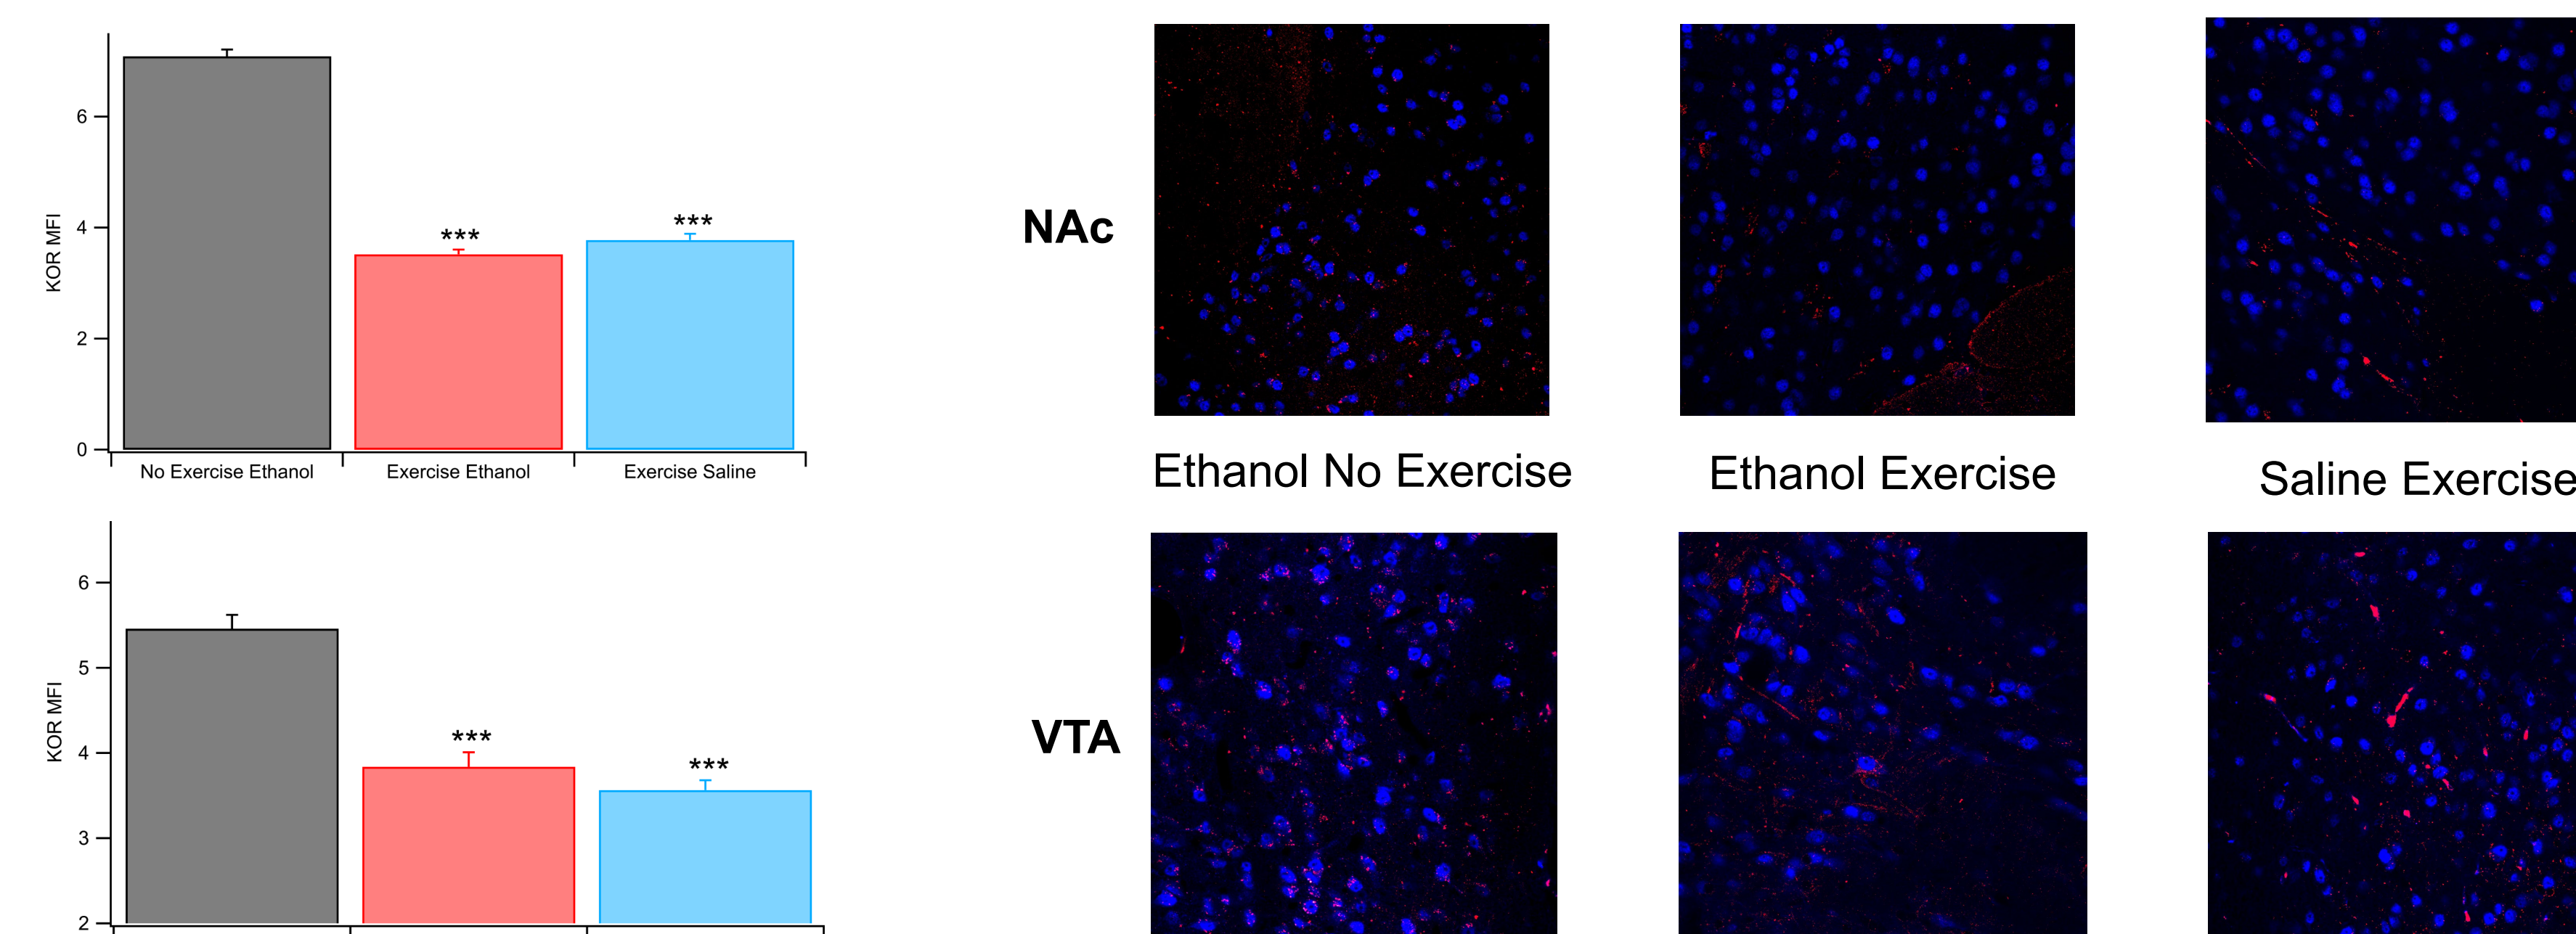 6
4
2
0
KOR MFI
***
***
No Exercise Ethanol
Exercise Ethanol
Exercise Saline
NAc
Ethanol No Exercise
Ethanol Exercise
Saline Exercise
6
5
4
3
2
KOR MFI
***
***
VTA